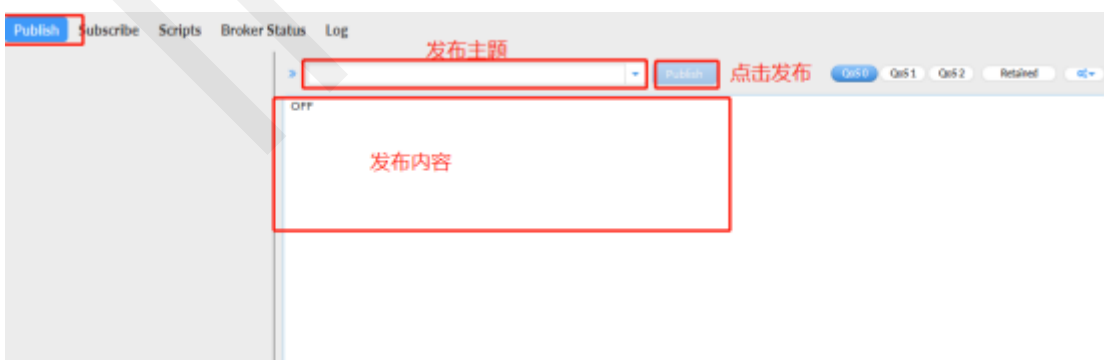 Publish Subscribe Scripts Broker Status Log
发布主题
Publish 点击发布 QoS 0 QoS 1 QoS 2 Retained
OFF
发布内容